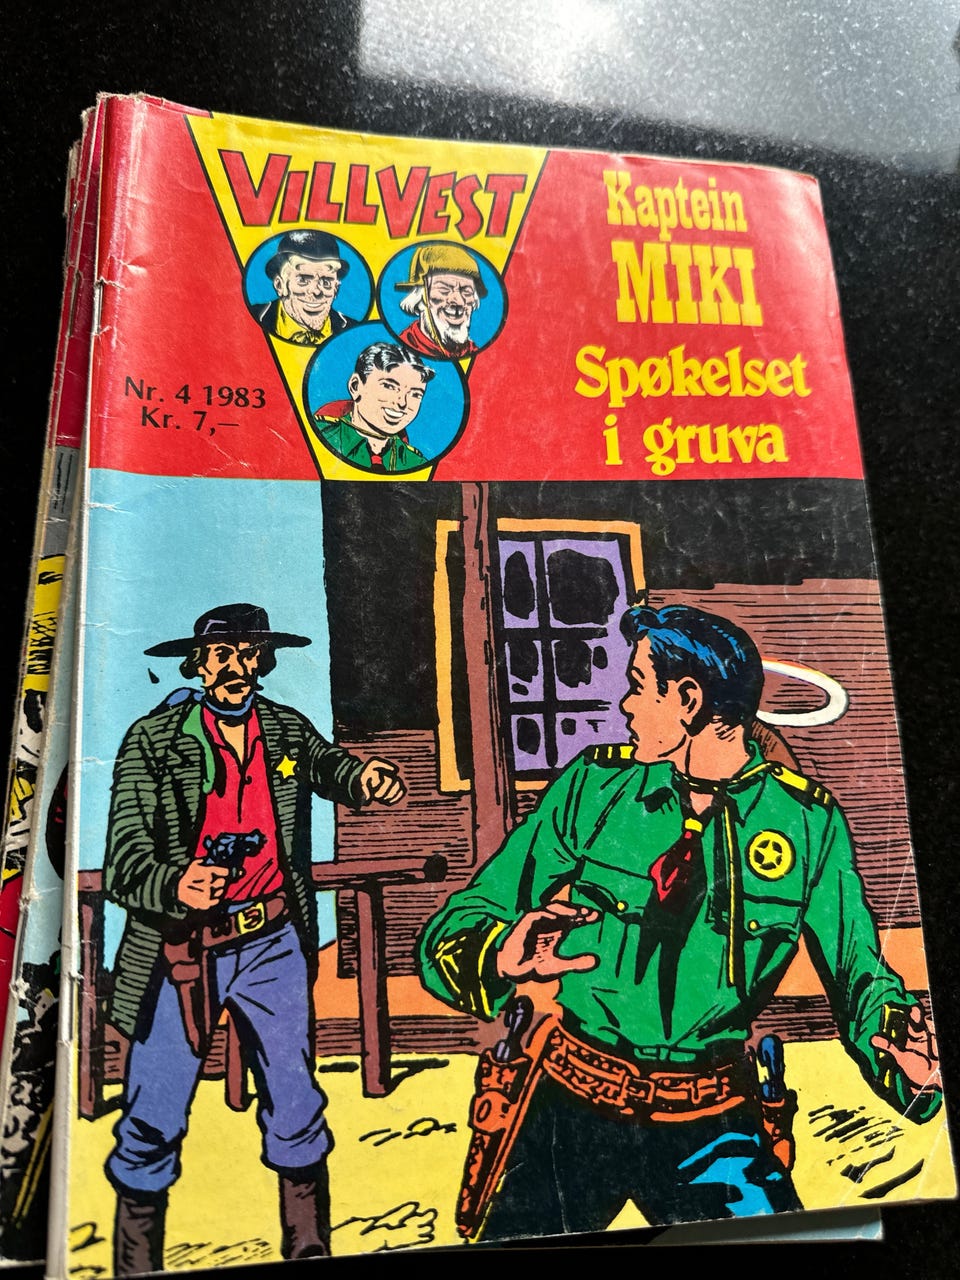 VILLVEST
Nr. 4 1983
Kr. 7,–
Kaptein
MIKI
Spøkelset
i gruva